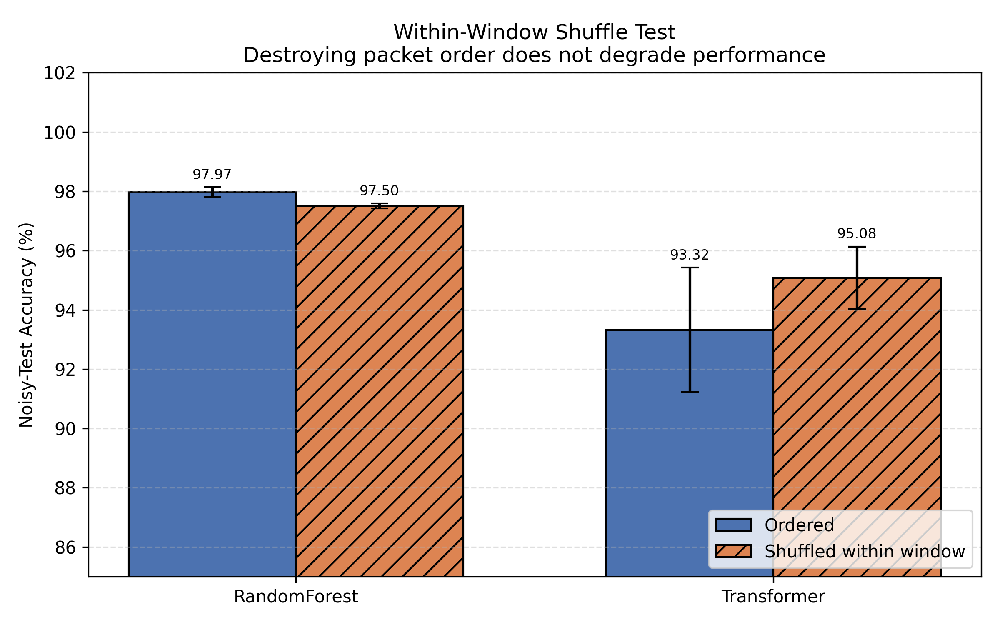 Within-Window Shuffle Test
Destroying packet order does not degrade performance
Noisy-Test Accuracy (%)
102
100
98
96
94
92
90
88
86
97.97
97.50
93.32
95.08
Ordered
Shuffled within window
RandomForest
Transformer